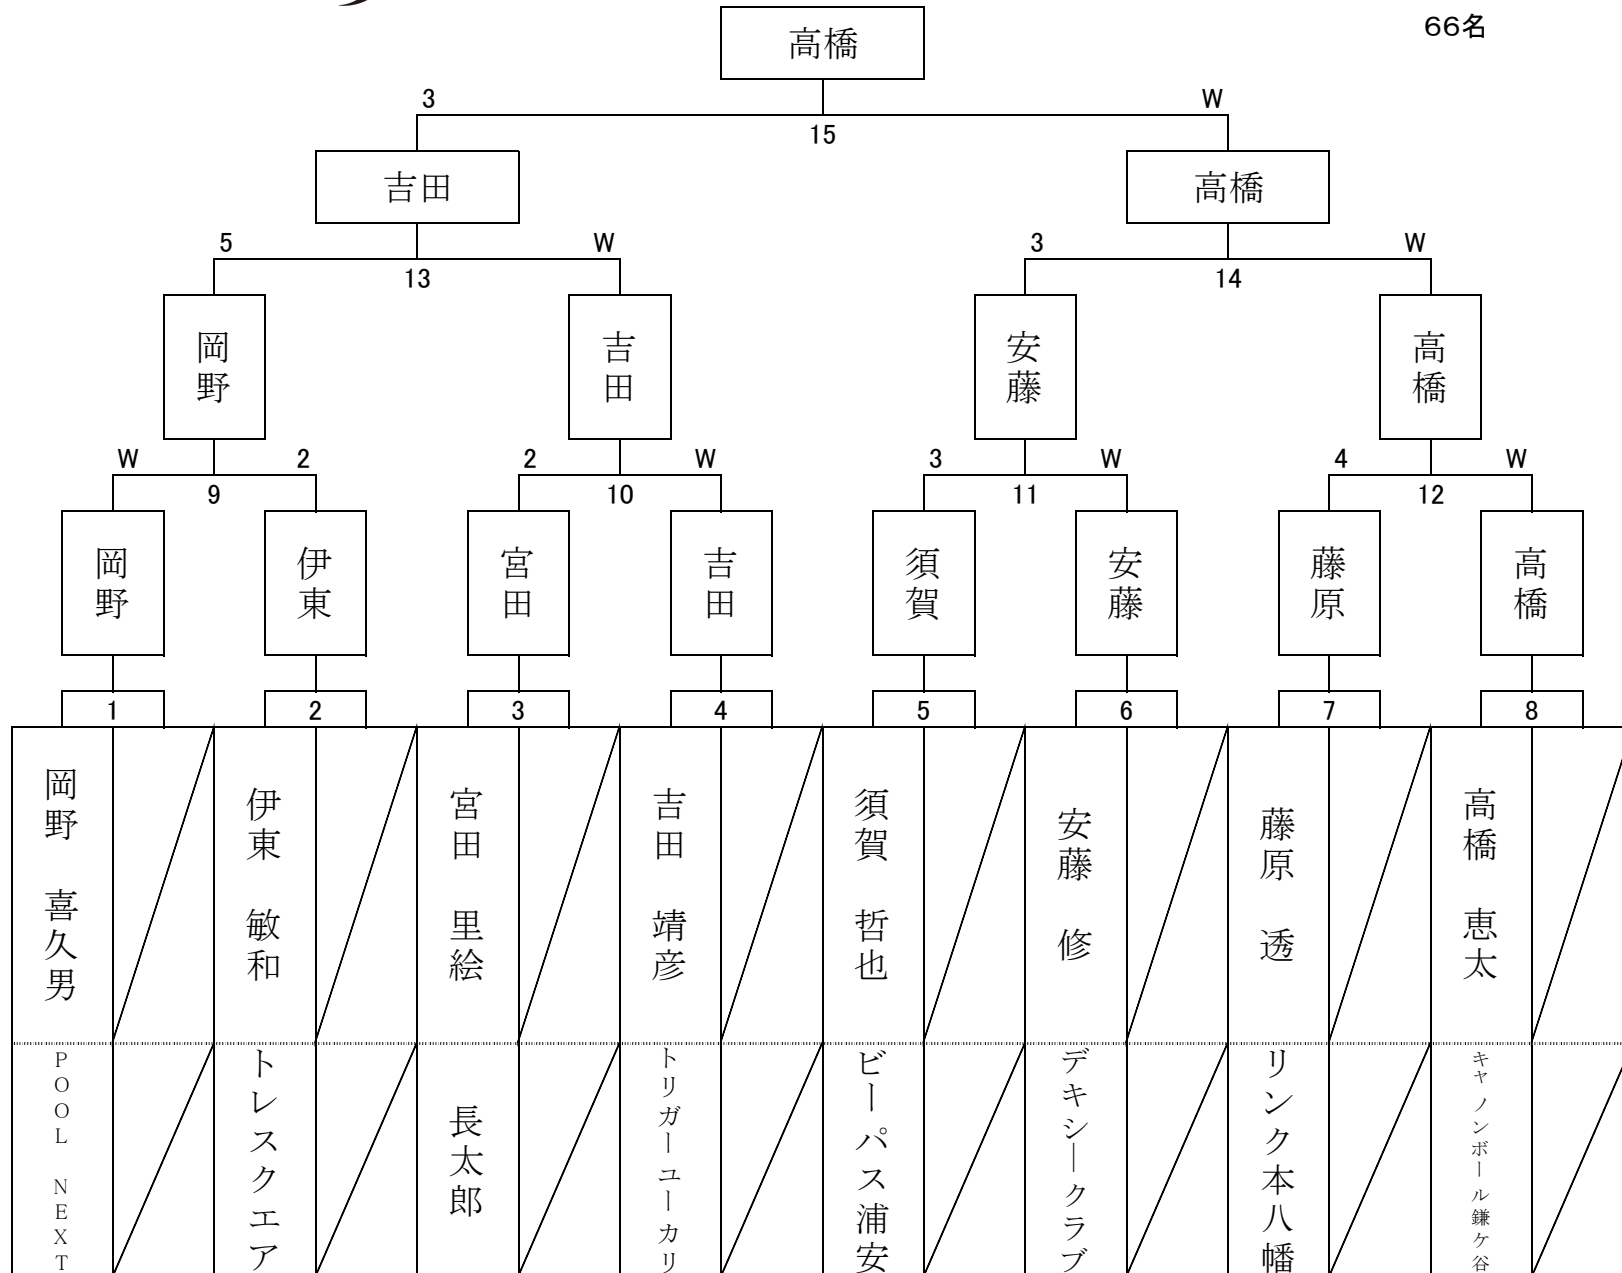 66名
高橋
3 W
15
吉田 高橋
5 W 3 W
13 14
岡野 吉田 安藤 高橋
W 2 2 W 3 W 4 W
9 10 11 12
岡野 伊東 宮田 吉田 須賀 安藤 藤原 高橋
1 2 3 4 5 6 7 8
岡野 喜久男
伊東 敏和
宮田 里絵
吉田 靖彦
須賀 哲也
安藤 修
藤原 透
高橋 恵太
POOL NEXT
トレスクエア
長太郎
トリガーユーカリ
ビーパス浦安
デキシークラブ
リンク本八幡
キャノンボール鎌ケ谷